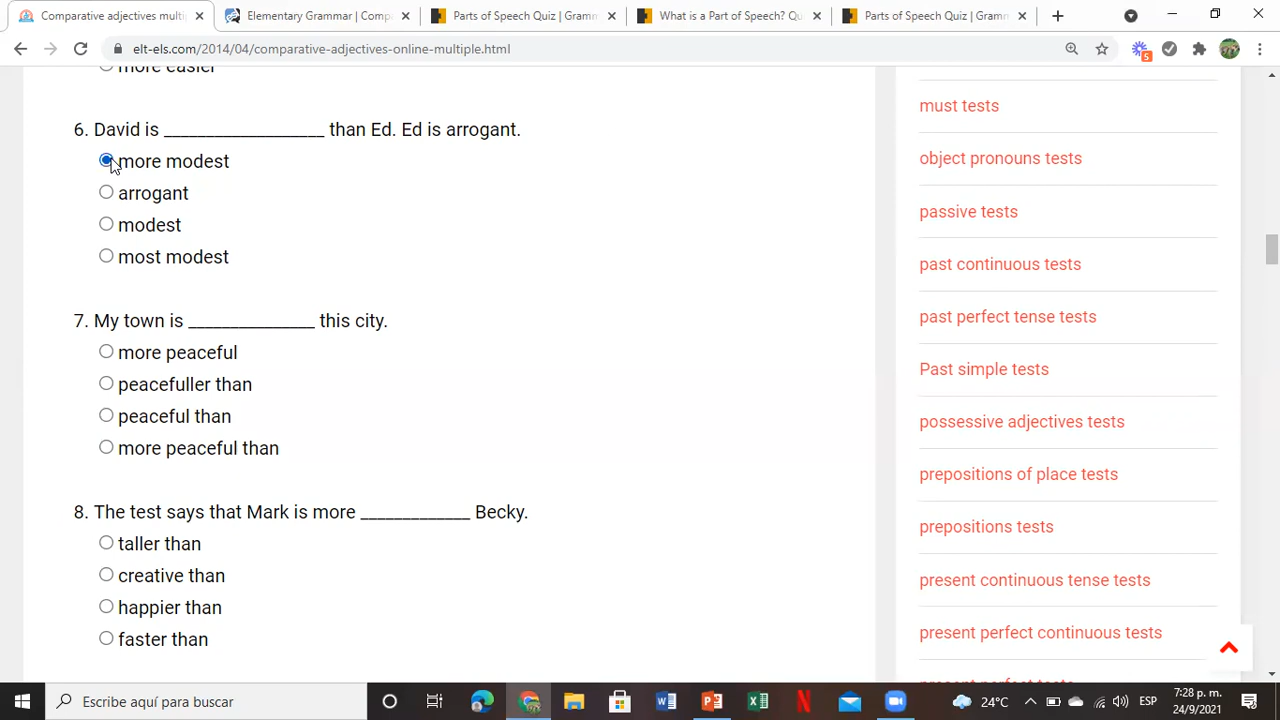 Comparative adjectives multi
Elementary Grammar | Comp
Parts of Speech Quiz | Gramm
What is a Part of Speech? Qu
Parts of Speech Quiz | Gramm
elt-els.com/2014/04/comparative-adjectives-online-multiple.html
5
more easier
6. David is __________________ than Ed. Ed is arrogant.
more modest
arrogant
modest
most modest
7. My town is ______________ this city.
more peaceful
peacefuller than
peaceful than
more peaceful than
8. The test says that Mark is more ____________ Becky.
taller than
creative than
happier than
faster than
must tests
object pronouns tests
passive tests
past continuous tests
past perfect tense tests
Past simple tests
possessive adjectives tests
prepositions of place tests
prepositions tests
present continuous tense tests
present perfect continuous tests
present perfect tests
Escribe aquí para buscar
24°C
ESP
7:28 p. m.
24/9/2021